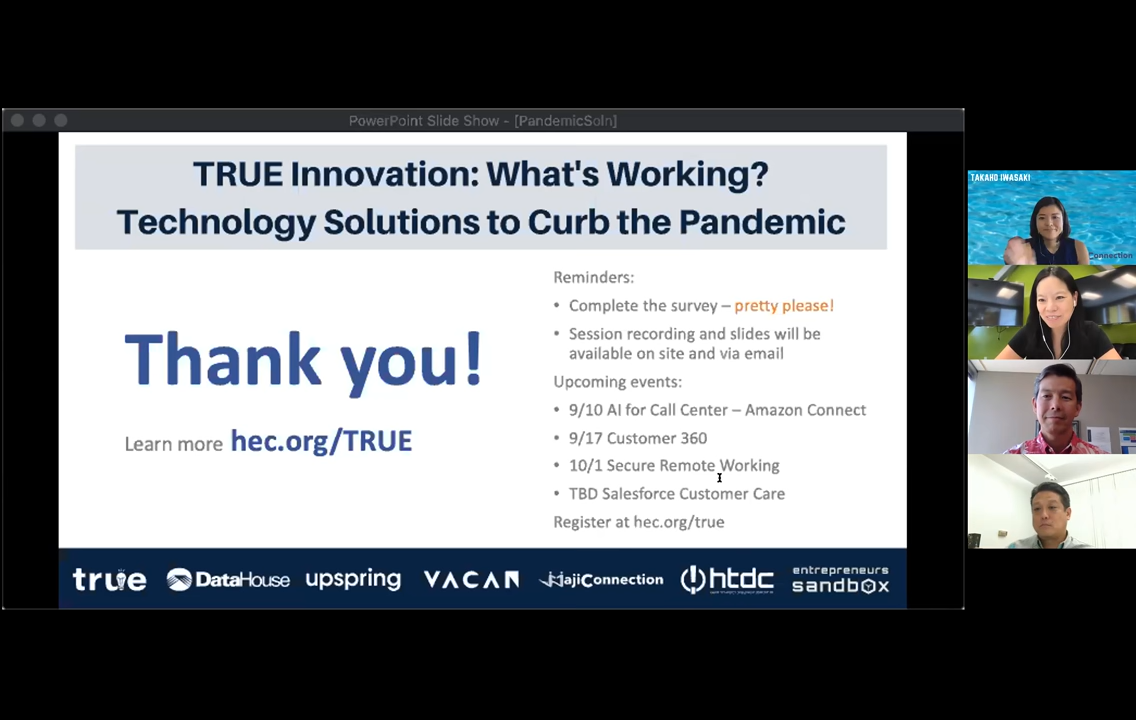 PowerPoint Slide Show - [PandemicSoln]
TRUE Innovation: What's Working?
Technology Solutions to Curb the Pandemic
Thank you!
Learn more hec.org/TRUE
Reminders:
• Complete the survey – pretty please!
• Session recording and slides will be
available on site and via email
Upcoming events:
• 9/10 AI for Call Center – Amazon Connect
• 9/17 Customer 360
• 10/1 Secure Remote Working
• TBD Salesforce Customer Care
Register at hec.org/true
true
DataHouse
upspring
VACAN
HajiConnection
htdc
entrepreneurs
sandbox
TAKAHO IWASAKI
Connection